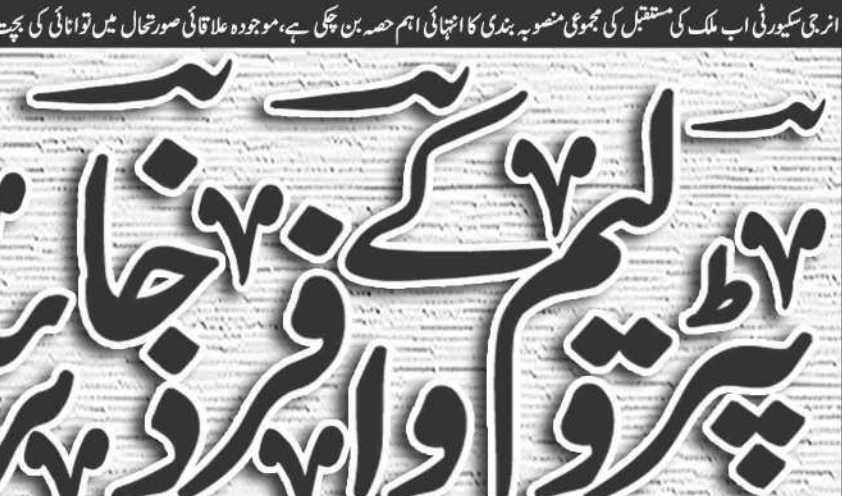 انرجی سکیورٹی اب ملک کی مستقبل کی مجموعی منصوبہ بندی کا انتہائی اہم حصہ بن چکی ہے، موجودہ علاقائی صورتحال میں توانائی کی بچت
پٹرولیم کے وافر ذخائر